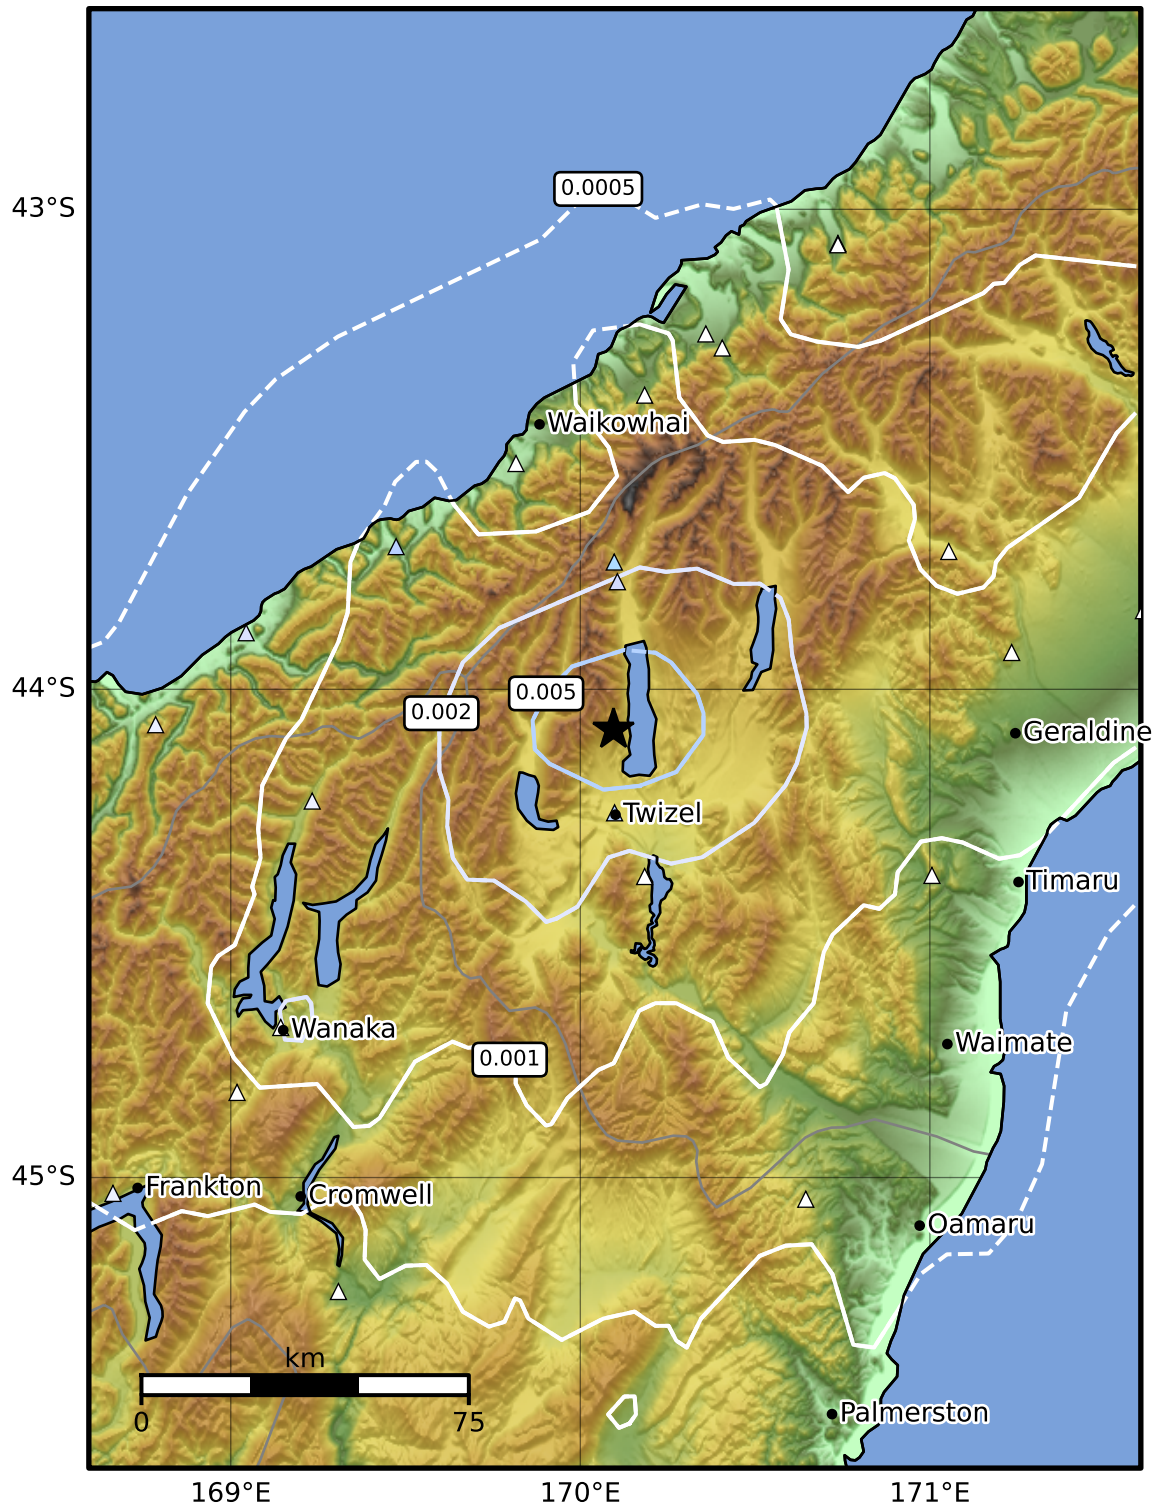 0.0005
43°S
Waikowhai
44°S
0.005
0.002
Geraldine
Twizel
Timaru
Wanaka
Waimate
0.001
45°S
Frankton
Cromwell
Oamaru
km
0
75
Palmerston
169°E
170°E
171°E